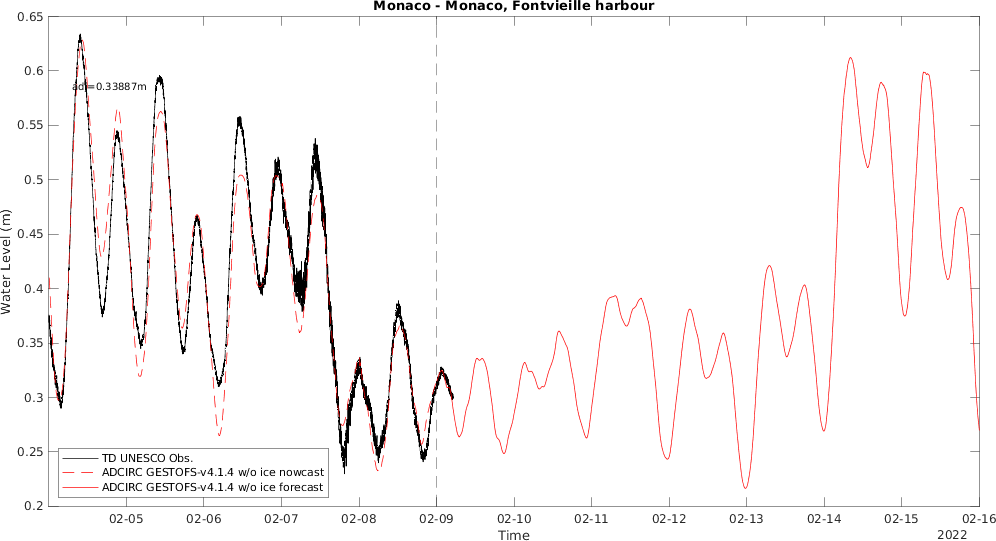 Monaco - Monaco, Fontvieille harbour
Water Level (m)
0.65
0.6
0.55
0.5
0.45
0.4
0.35
0.3
0.25
0.2
adj=0.33887m
TD UNESCO Obs.
ADCIRC GESTOFS-v4.1.4 w/o ice nowcast
ADCIRC GESTOFS-v4.1.4 w/o ice forecast
02-05 02-06 02-07 02-08 02-09 02-10 02-11 02-12 02-13 02-14 02-15 02-16
Time
2022